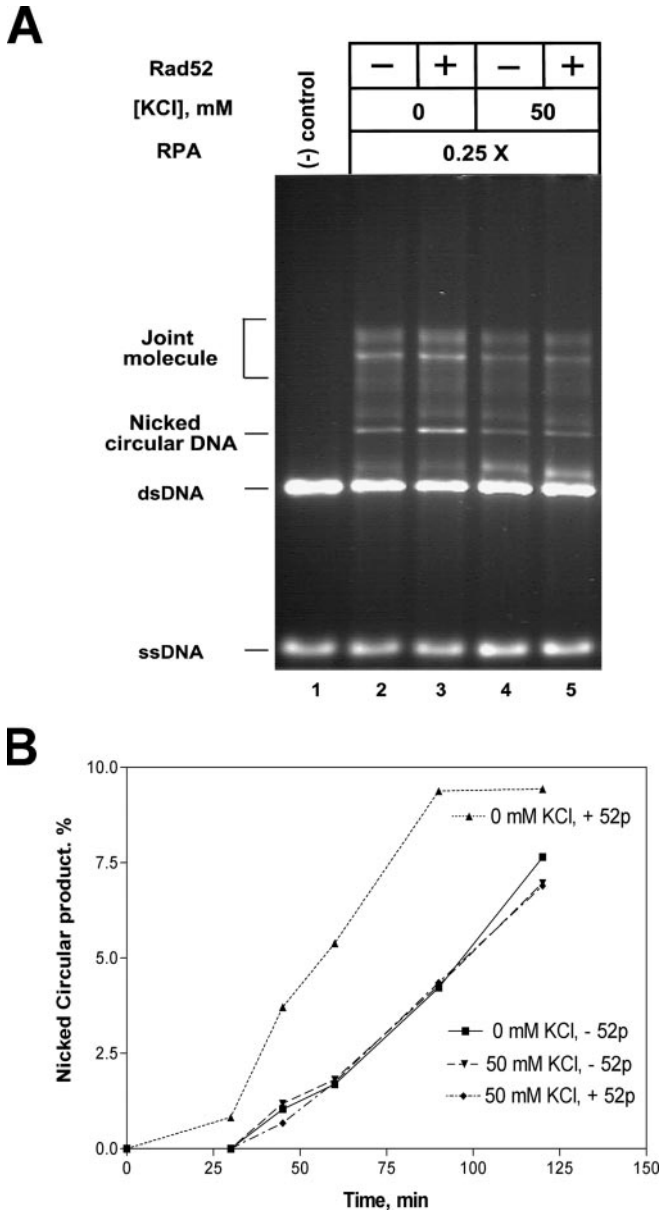 A
Rad52 − + − +
[KCl], mM 0 50
RPA 0.25 X
(-) control
Joint
molecule
Nicked
circular DNA
dsDNA
ssDNA
1 2 3 4 5
B
Nicked Circular product. %
10.0
7.5
5.0
2.5
0.0
0 mM KCl, + 52p
0 mM KCl, - 52p
50 mM KCl, - 52p
50 mM KCl, + 52p
0 25 50 75 100 125 150
Time, min